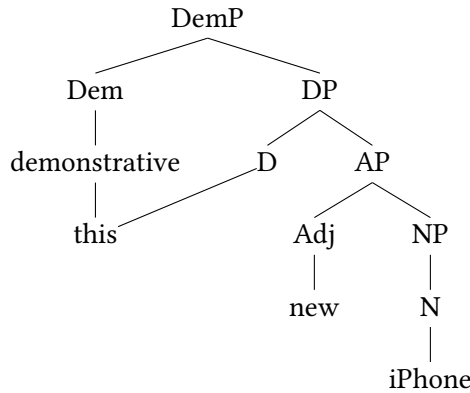 DemP
Dem DP
demonstrative D AP
this Adj NP
new N
iPhone